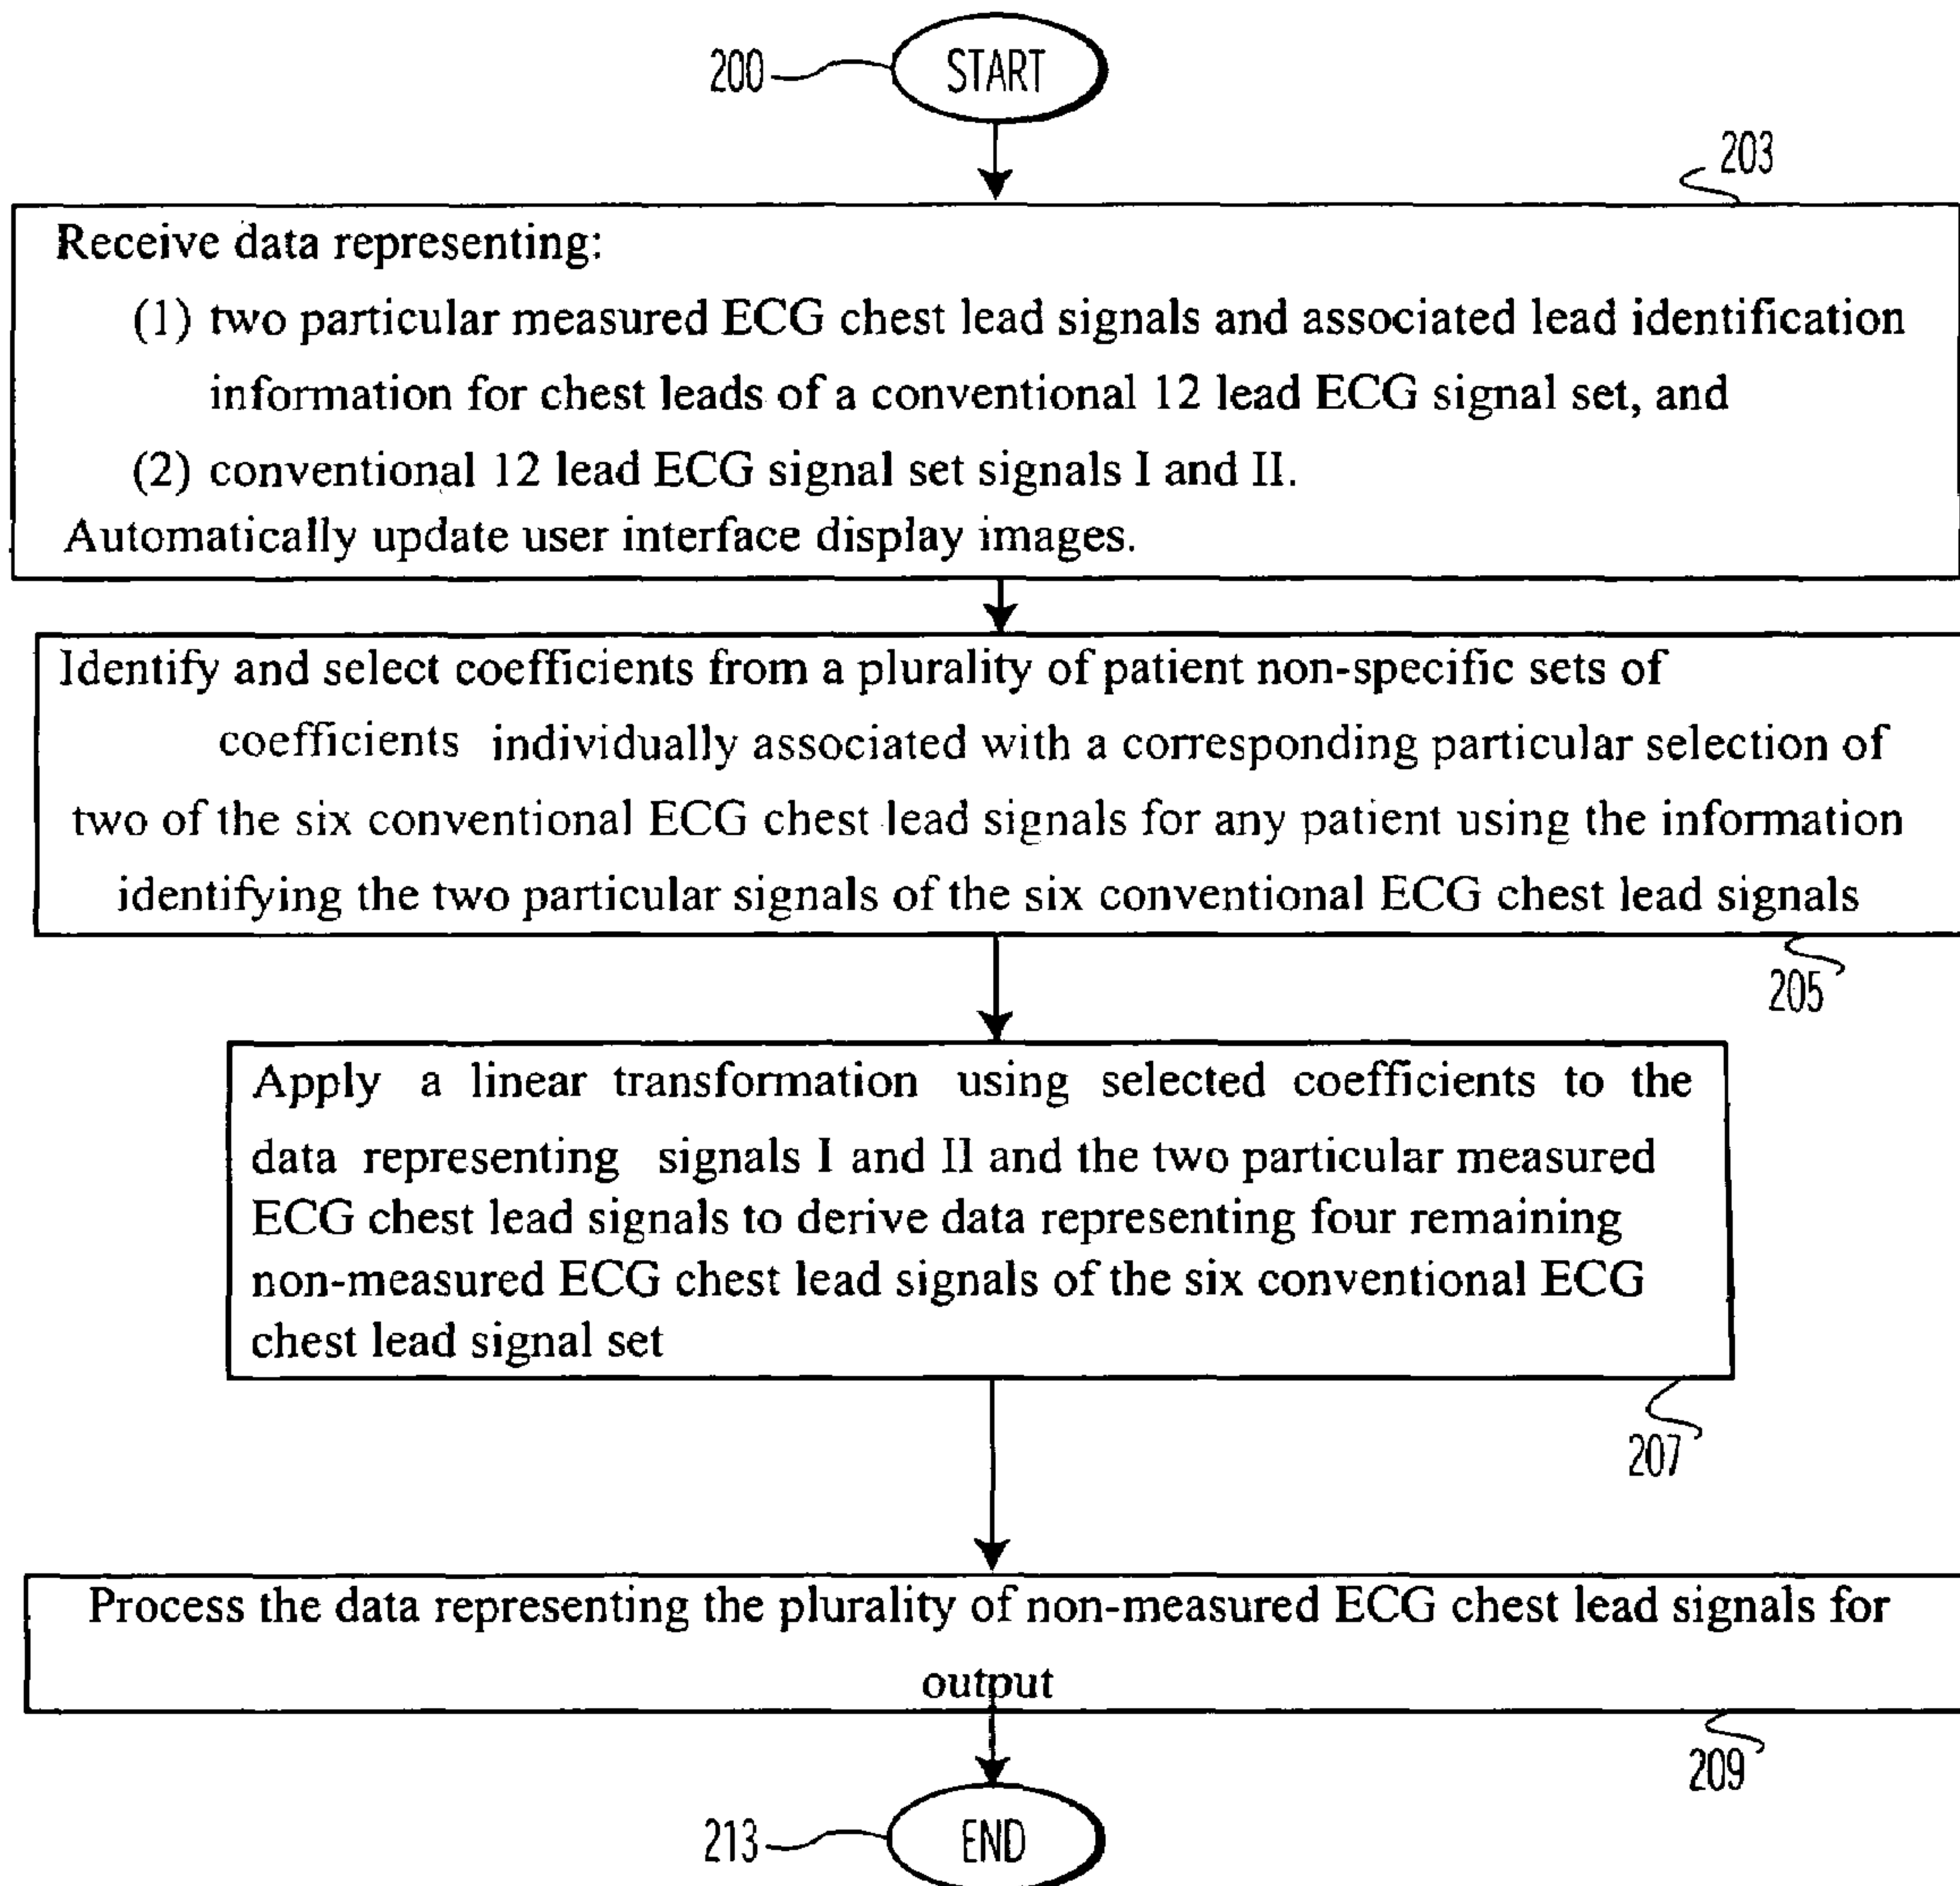 200
START
203
Receive data representing:
(1) two particular measured ECG chest lead signals and associated lead identification
information for chest leads of a conventional 12 lead ECG signal set, and
(2) conventional 12 lead ECG signal set signals I and II.
Automatically update user interface display images.
Identify and select coefficients from a plurality of patient non-specific sets of
coefficients individually associated with a corresponding particular selection of
two of the six conventional ECG chest lead signals for any patient using the information
identifying the two particular signals of the six conventional ECG chest lead signals
205
Apply a linear transformation using selected coefficients to the
data representing signals I and II and the two particular measured
ECG chest lead signals to derive data representing four remaining
non-measured ECG chest lead signals of the six conventional ECG
chest lead signal set
207
Process the data representing the plurality of non-measured ECG chest lead signals for
output
209
213
END